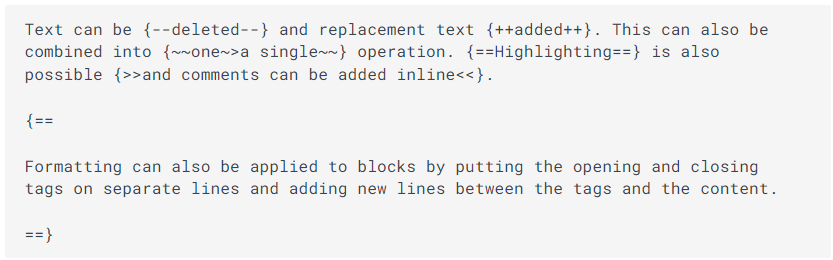 Text can be {--deleted--} and replacement text {++added++}. This can also be
combined into {~~one~>a single~~} operation. {==Highlighting==} is also
possible {>>and comments can be added inline<<}.
{==
Formatting can also be applied to blocks by putting the opening and closing
tags on separate lines and adding new lines between the tags and the content.
==}